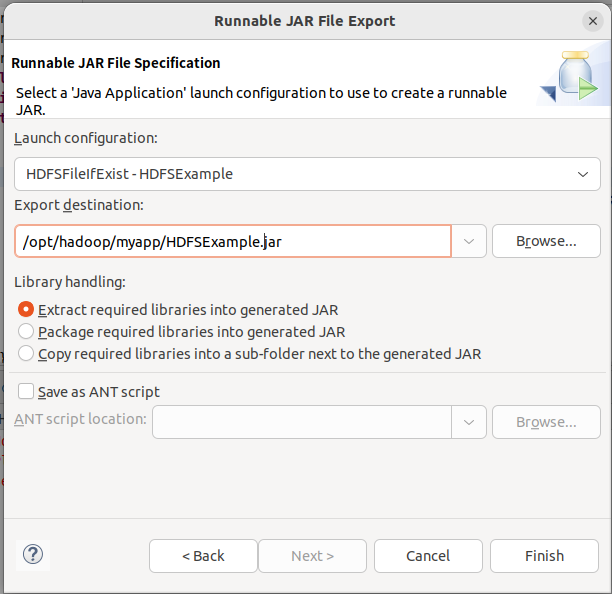 Runnable JAR File Export
Runnable JAR File Specification
Select a 'Java Application' launch configuration to use to create a runnable
JAR.
Launch configuration:
HDFSFileIfExist - HDFSExample
Export destination:
/opt/hadoop/myapp/HDFSExample.jar
Browse...
Library handling:
Extract required libraries into generated JAR
Package required libraries into generated JAR
Copy required libraries into a sub-folder next to the generated JAR
Save as ANT script
ANT script location:
Browse...
?
< Back
Next >
Cancel
Finish